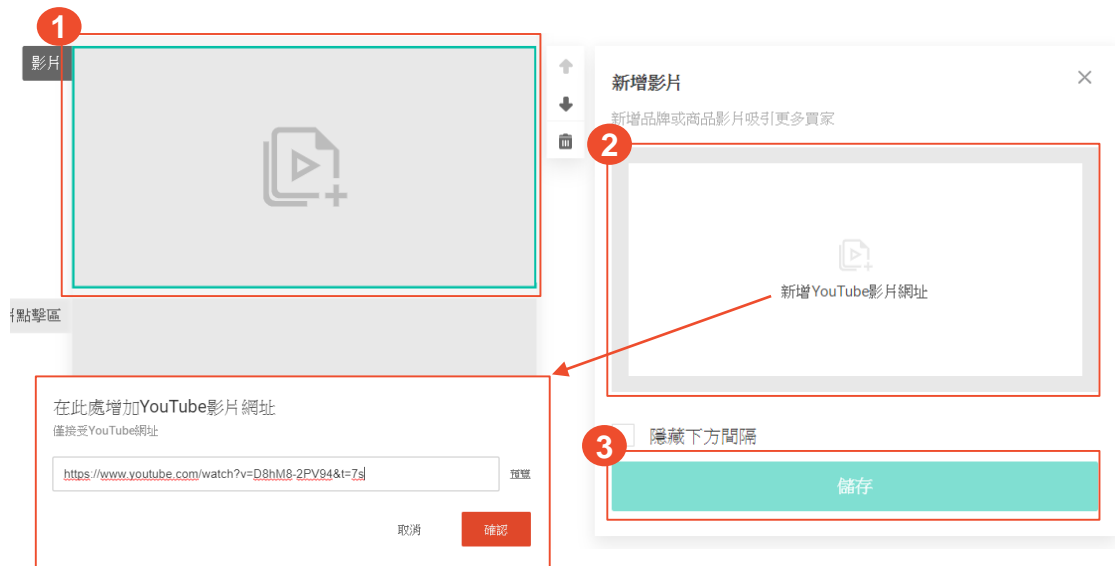 1
影片
點擊區
在此處增加YouTube影片網址
僅接受YouTube網址
https://www.youtube.com/watch?v=D8hM8-2PV94&t=7s
預覽
取消
確認
新增影片
新增品牌或商品影片吸引更多買家
2
新增YouTube影片網址
隱藏下方間隔
3
儲存